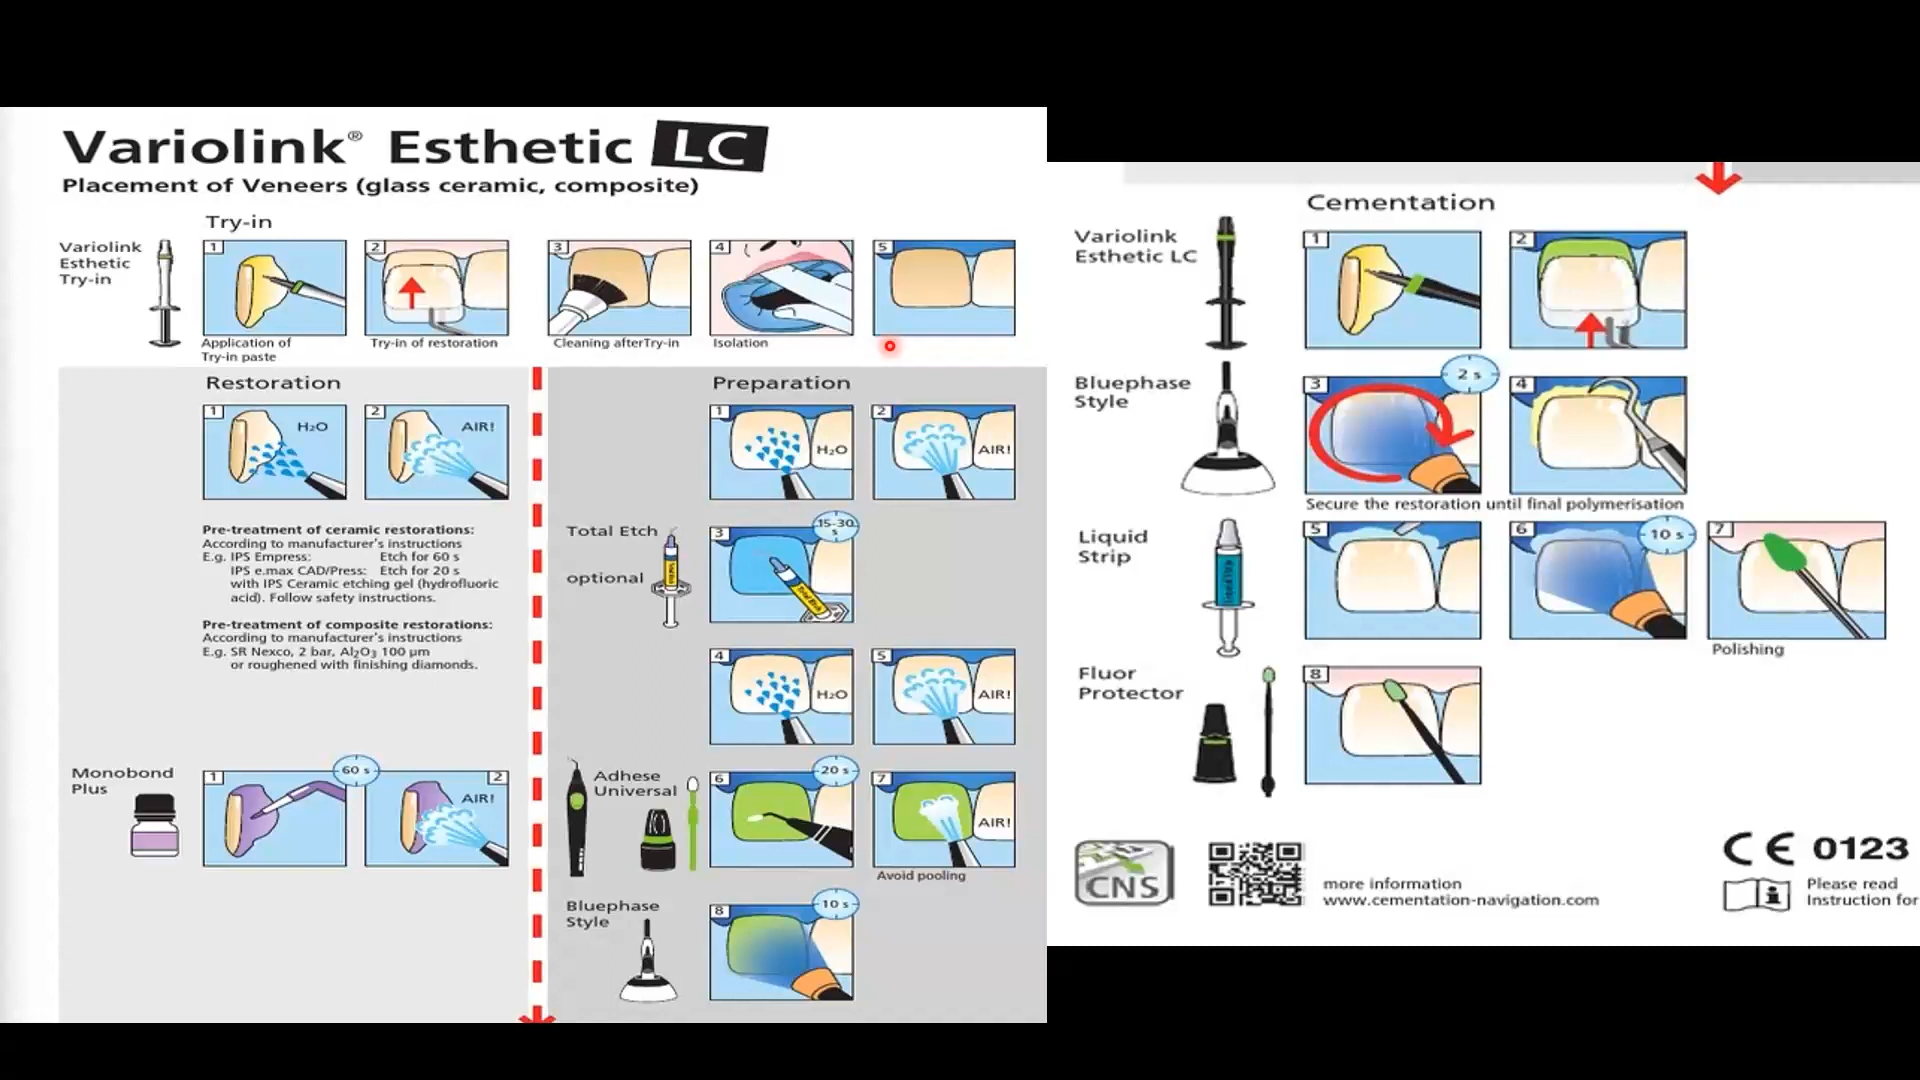 Variolink® Esthetic LC
Placement of Veneers (glass ceramic, composite)
Try-in
Variolink
Esthetic
Try-in
1
2
3
4
5
Application of
Try-in paste
Try-in of restoration
Cleaning afterTry-in
Isolation
Restoration
1
H₂O
2
AIR!
Pre-treatment of ceramic restorations:
According to manufacturer's instructions
E.g. IPS Empress: Etch for 60 s
IPS e.max CAD/Press: Etch for 20 s
with IPS Ceramic etching gel (hydrofluoric
acid). Follow safety instructions.
Pre-treatment of composite restorations:
According to manufacturer's instructions
E.g. SR Nexco, 2 bar, Al₂O₃ 100 µm
or roughened with finishing diamonds.
Monobond
Plus
1
60 s
2
AIR!
Preparation
1
H₂O
2
AIR!
Total Etch
optional
3
15-30
s
Total Etch
4
H₂O
5
AIR!
Adhese
Universal
6
20 s
7
AIR!
Avoid pooling
Bluephase
Style
8
10 s
Cementation
Variolink
Esthetic LC
1
2
Bluephase
Style
3
2 s
4
Secure the restoration until final polymerisation
Liquid
Strip
5
6
10 s
7
Polishing
Fluor
Protector
8
CNS
more information
www.cementation-navigation.com
CE 0123
Please read
Instruction for